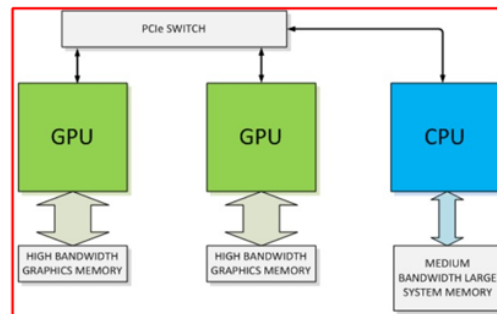 PCIe SWITCH
GPU
GPU
CPU
HIGH BANDWIDTH
GRAPHICS MEMORY
HIGH BANDWIDTH
GRAPHICS MEMORY
MEDIUM
BANDWIDTH LARGE
SYSTEM MEMORY